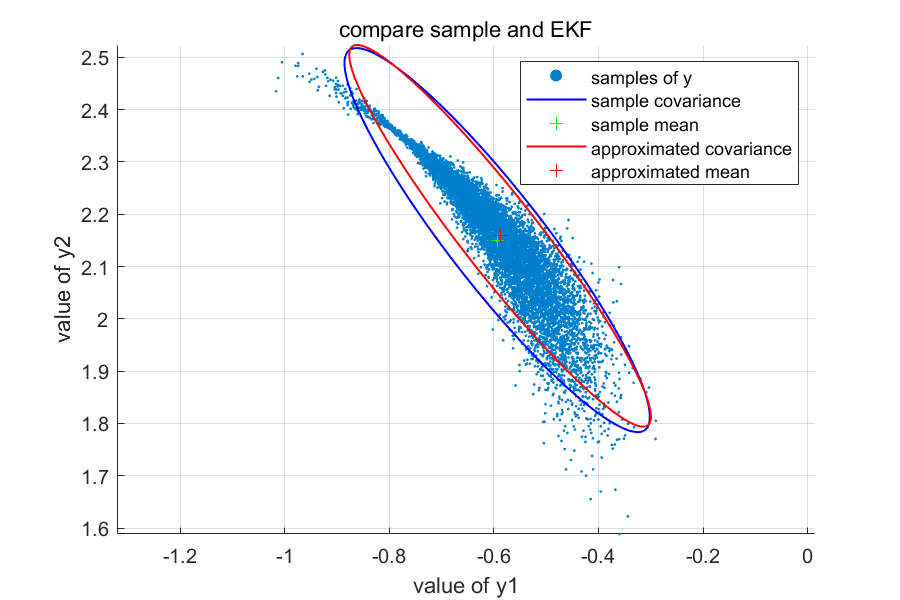 compare sample and EKF
samples of y
sample covariance
sample mean
approximated covariance
approximated mean
value of y2
2.5
2.4
2.3
2.2
2.1
2
1.9
1.8
1.7
1.6
-1.2
-1
-0.8
-0.6
-0.4
-0.2
0
value of y1